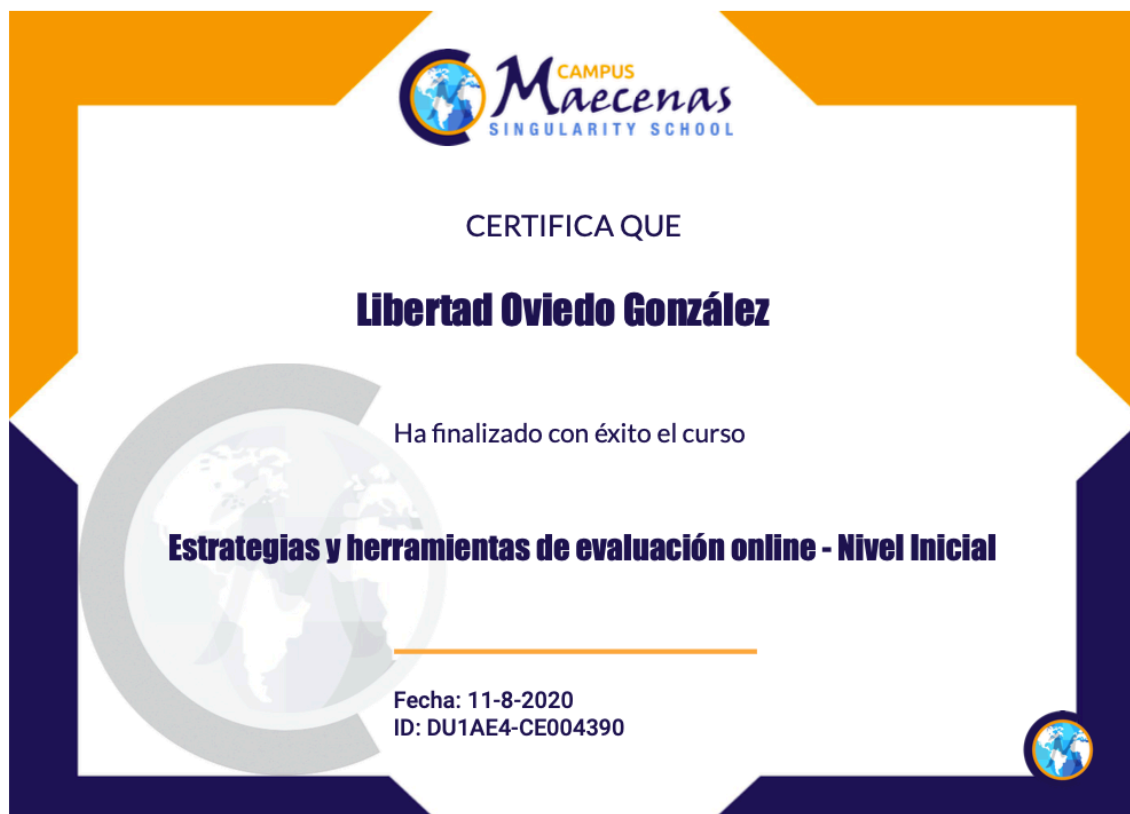 CAMPUS
Maecenas
SINGULARITY SCHOOL
CERTIFICA QUE
Libertad Oviedo González
Ha finalizado con éxito el curso
Estrategias y herramientas de evaluación online - Nivel Inicial
Fecha: 11-8-2020
ID: DU1AE4-CE004390